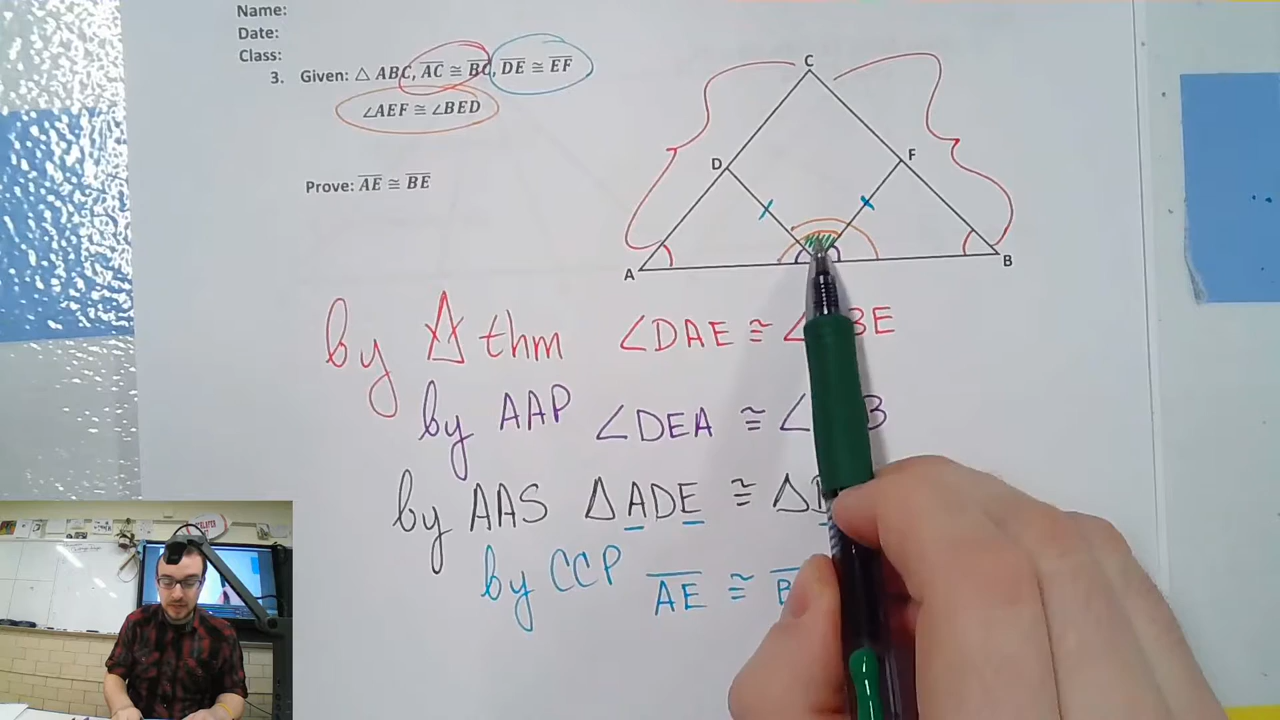 Name:
Date:
Class:
3. Given: △ ABC, AC ≅ BC, DE ≅ EF
∠AEF ≅ ∠BED
Prove: AE ≅ BE
C
D
F
A
B
by △ thm ∠DAE ≅ ∠ BE
by AAP ∠DEA ≅ ∠ B
by AAS △ADE ≅ △
by CCP AE ≅ B